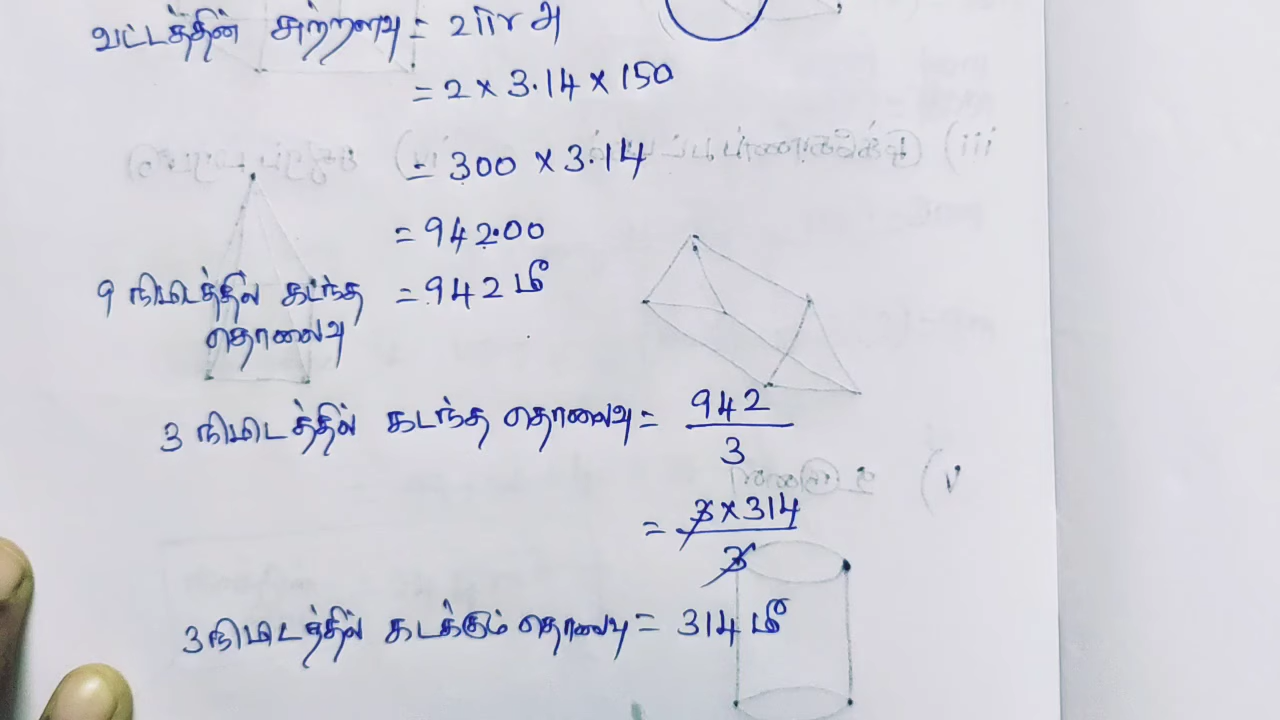 வட்டத்தின் சுற்றளவு = 2πr அ
= 2 × 3.14 × 150
= 300 × 3.14
= 942.00
9 நிமிடத்தில் கடந்த = 942 மீ
தொலைவு
3 நிமிடத்தில் கடந்த தொலைவு = 942/3
= 3 × 314/3
3 நிமிடத்தில் கடக்கும் தொலைவு = 314 மீ